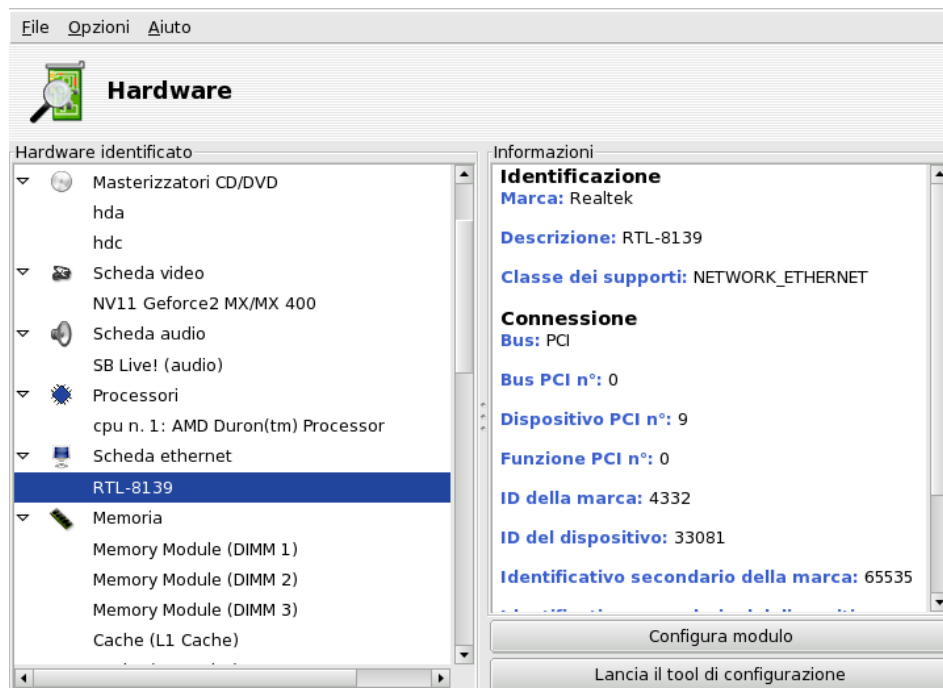 File Opzioni Aiuto
Hardware
Hardware identificato
Masterizzatori CD/DVD
hda
hdc
Scheda video
NV11 Geforce2 MX/MX 400
Scheda audio
SB Live! (audio)
Processori
cpu n. 1: AMD Duron(tm) Processor
Scheda ethernet
RTL-8139
Memoria
Memory Module (DIMM 1)
Memory Module (DIMM 2)
Memory Module (DIMM 3)
Cache (L1 Cache)
Informazioni
Identificazione
Marca: Realtek
Descrizione: RTL-8139
Classe dei supporti: NETWORK_ETHERNET
Connessione
Bus: PCI
Bus PCI n°: 0
Dispositivo PCI n°: 9
Funzione PCI n°: 0
ID della marca: 4332
ID del dispositivo: 33081
Identificativo secondario della marca: 65535
Configura modulo
Lancia il tool di configurazione